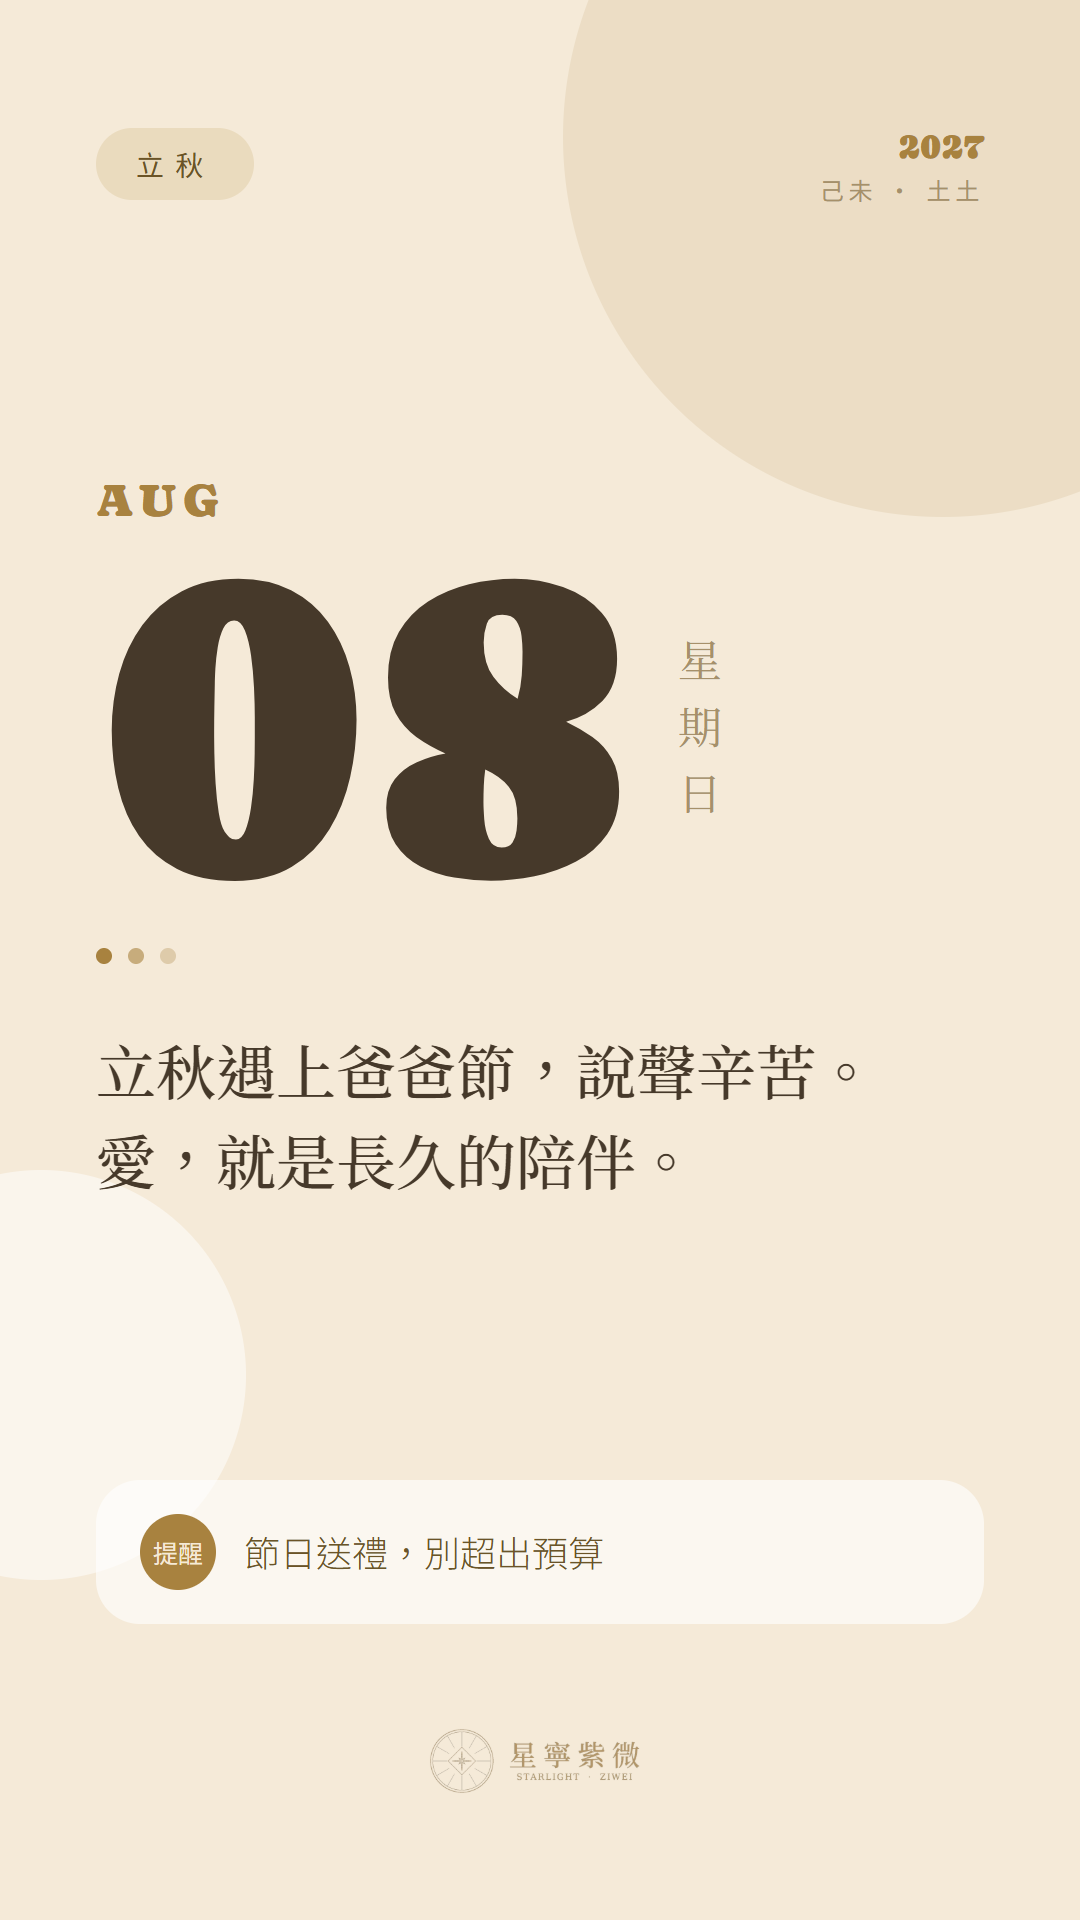 立秋
2027
己未 · 土土
AUG
08
星期日
立秋遇上爸爸節，說聲辛苦。
愛，就是長久的陪伴。
提醒
節日送禮，別超出預算
星寧紫微
STARLIGHT · ZIWEI